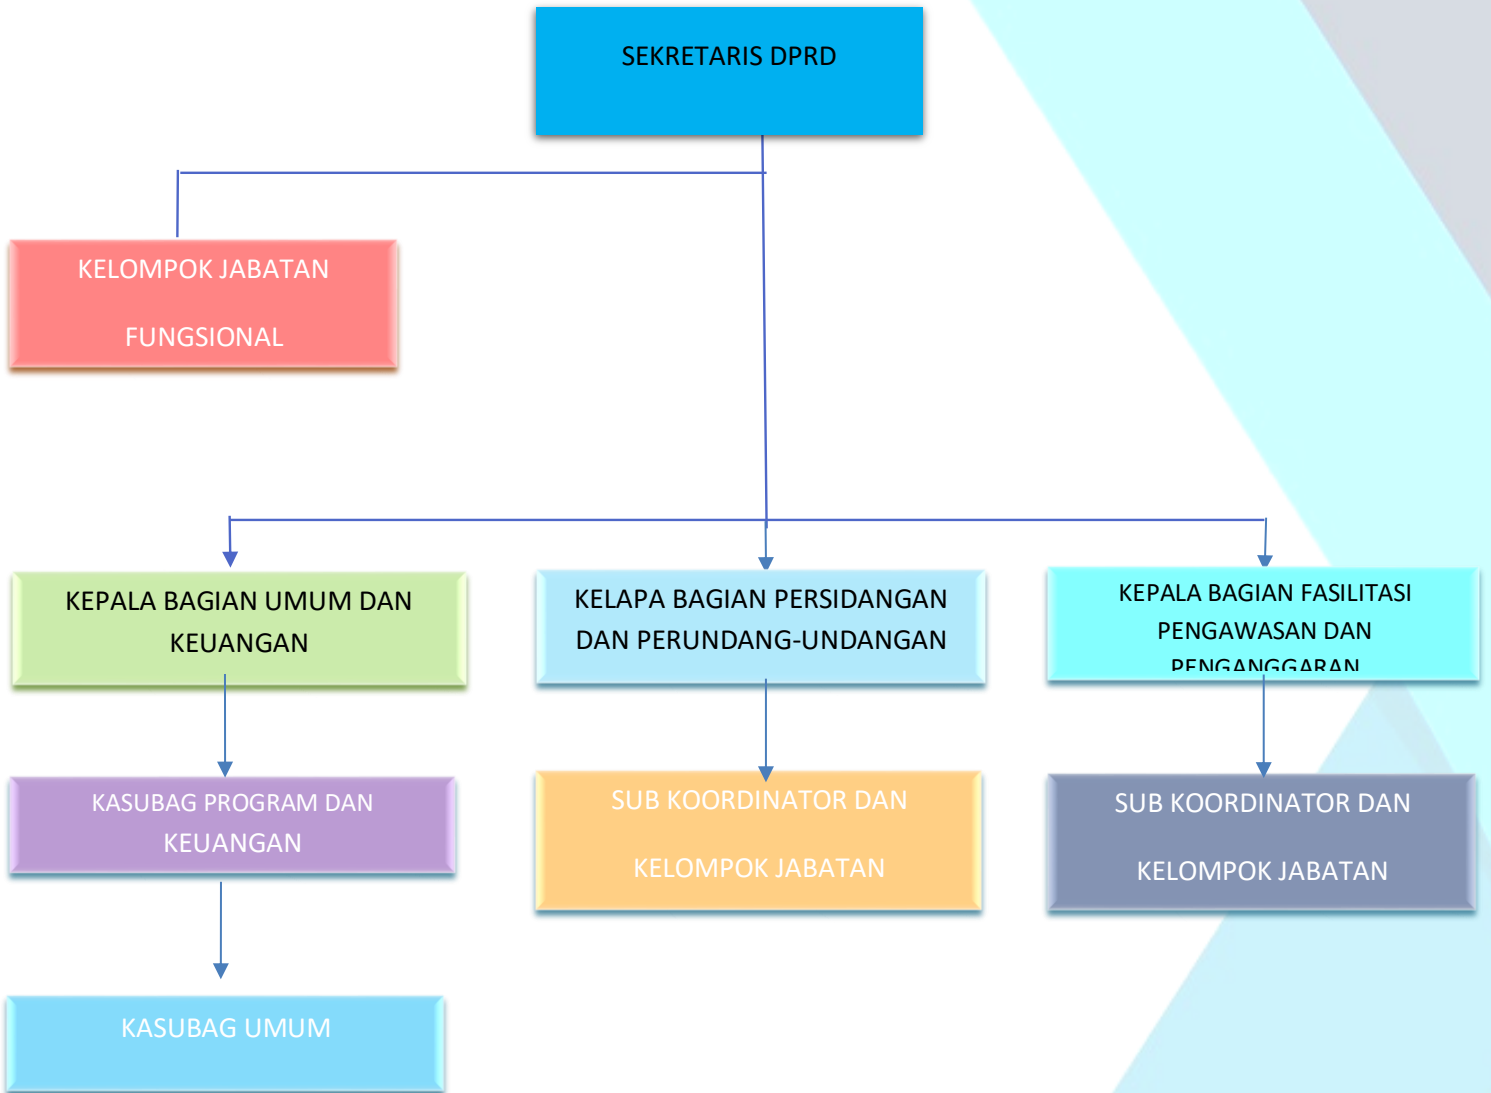 SEKRETARIS DPRD
KELOMPOK JABATAN
FUNGSIONAL
KEPALA BAGIAN UMUM DAN
KEUANGAN
KELAPA BAGIAN PERSIDANGAN
DAN PERUNDANG-UNDANGAN
KEPALA BAGIAN FASILITASI
PENGAWASAN DAN
PENGANGGARAN
KASUBAG PROGRAM DAN
KEUANGAN
SUB KOORDINATOR DAN
KELOMPOK JABATAN
SUB KOORDINATOR DAN
KELOMPOK JABATAN
KASUBAG UMUM